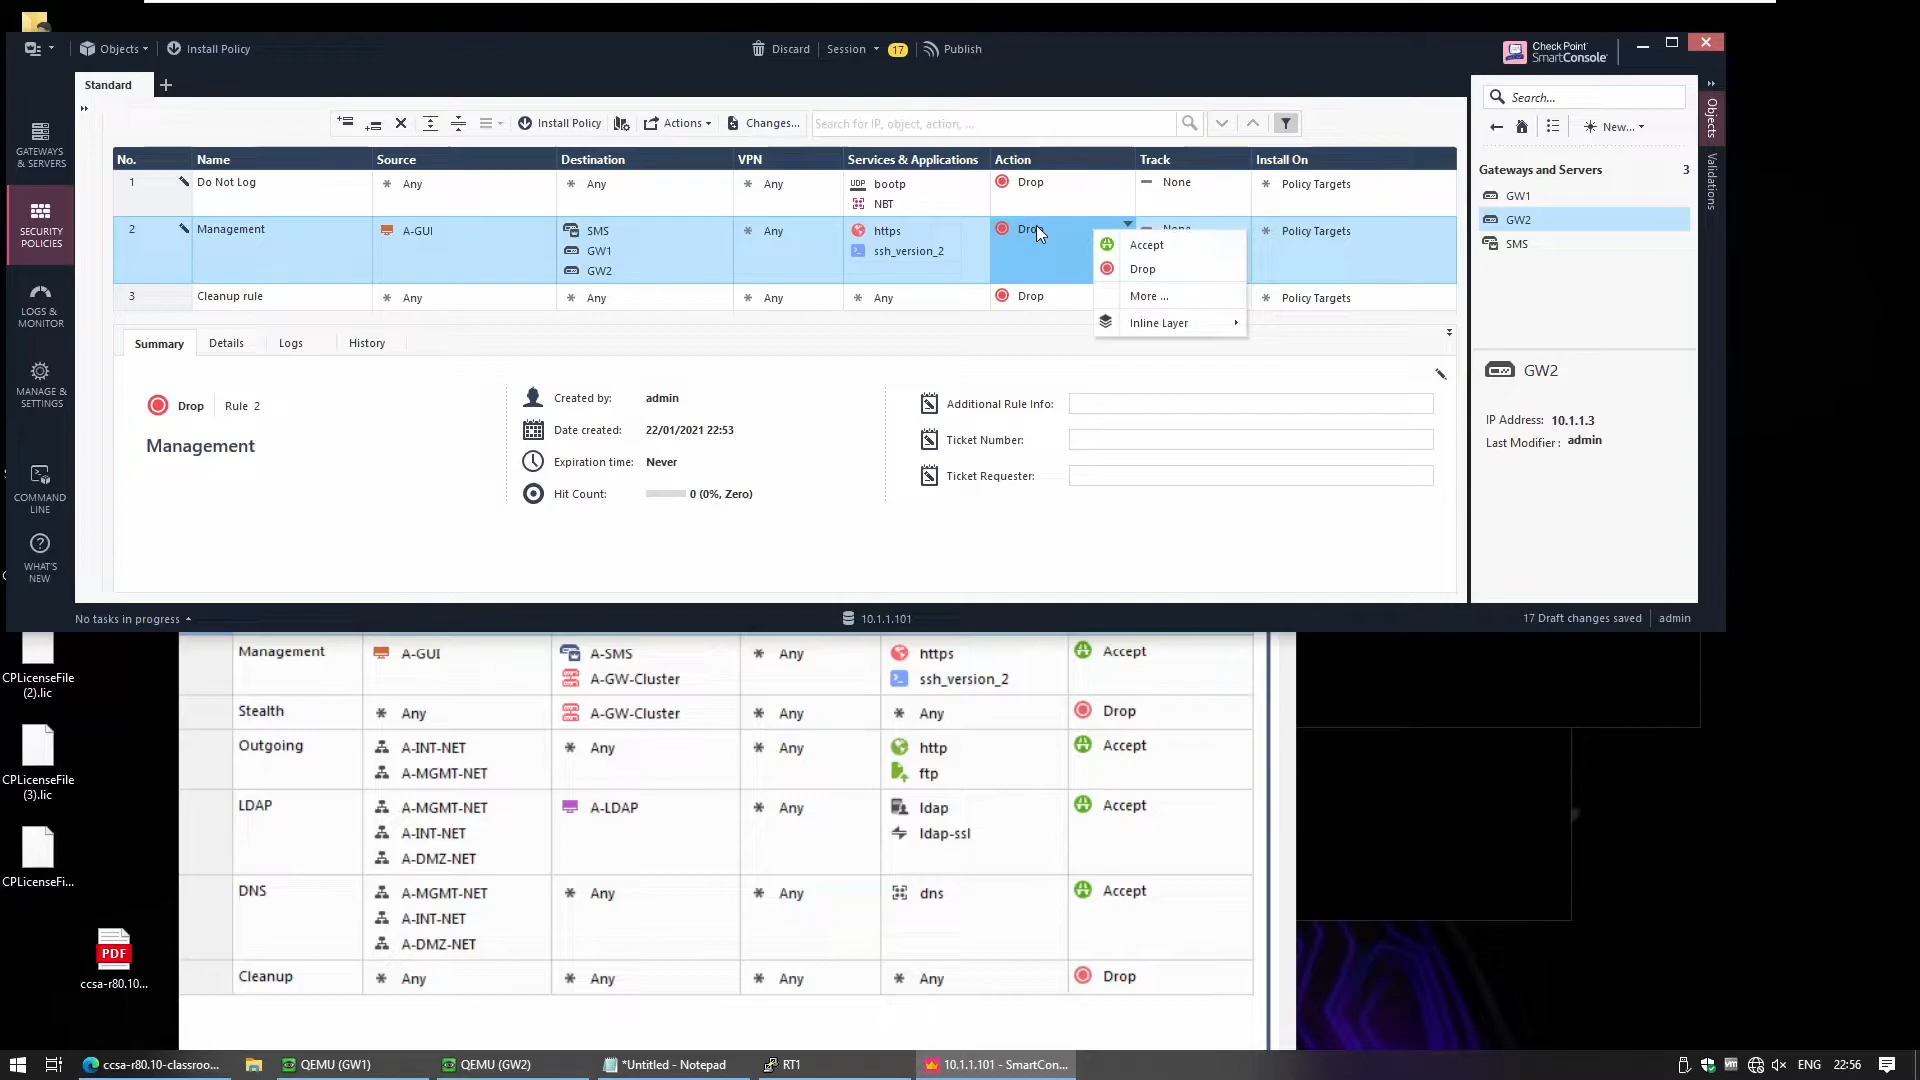 Objects
Install Policy
Discard
Session
17
Publish
Check Point
SmartConsole
Standard
Install Policy
Actions
Changes...
Search for IP, object, action, ...
No. Name Source Destination VPN Services & Applications Action Track Install On
1 Do Not Log Any Any Any UDP bootp Drop None Policy Targets
NBT
2 Management A-GUI SMS Any https None Policy Targets
GW1 ssh_version_2
GW2
3 Cleanup rule Any Any Any Any Drop Policy Targets
Accept
Drop
More ...
Inline Layer
GATEWAYS
& SERVERS
SECURITY
POLICIES
LOGS &
MONITOR
MANAGE &
SETTINGS
COMMAND
LINE
WHAT'S
NEW
Summary Details Logs History
Drop Rule 2
Management
Created by: admin
Date created: 22/01/2021 22:53
Expiration time: Never
Hit Count: 0 (0%, Zero)
Additional Rule Info:
Ticket Number:
Ticket Requester:
Search...
New...
Gateways and Servers 3
GW1
GW2
SMS
GW2
IP Address: 10.1.1.3
Last Modifier : admin
Objects
Validations
No tasks in progress
10.1.1.101
17 Draft changes saved
admin
Management A-GUI A-SMS Any https Accept
A-GW-Cluster ssh_version_2
Stealth Any A-GW-Cluster Any Any Drop
Outgoing A-INT-NET Any Any http Accept
A-MGMT-NET ftp
LDAP A-MGMT-NET A-LDAP Any ldap Accept
A-INT-NET ldap-ssl
A-DMZ-NET
DNS A-MGMT-NET Any Any dns Accept
A-INT-NET
A-DMZ-NET
Cleanup Any Any Any Any Drop
CPLicenseFile
(2).lic
CPLicenseFile
(3).lic
CPLicenseFi...
PDF
ccsa-r80.10...
ccsa-r80.10-classroo...
QEMU (GW1)
QEMU (GW2)
*Untitled - Notepad
RT1
10.1.1.101 - SmartCon...
vm
ENG
22:56